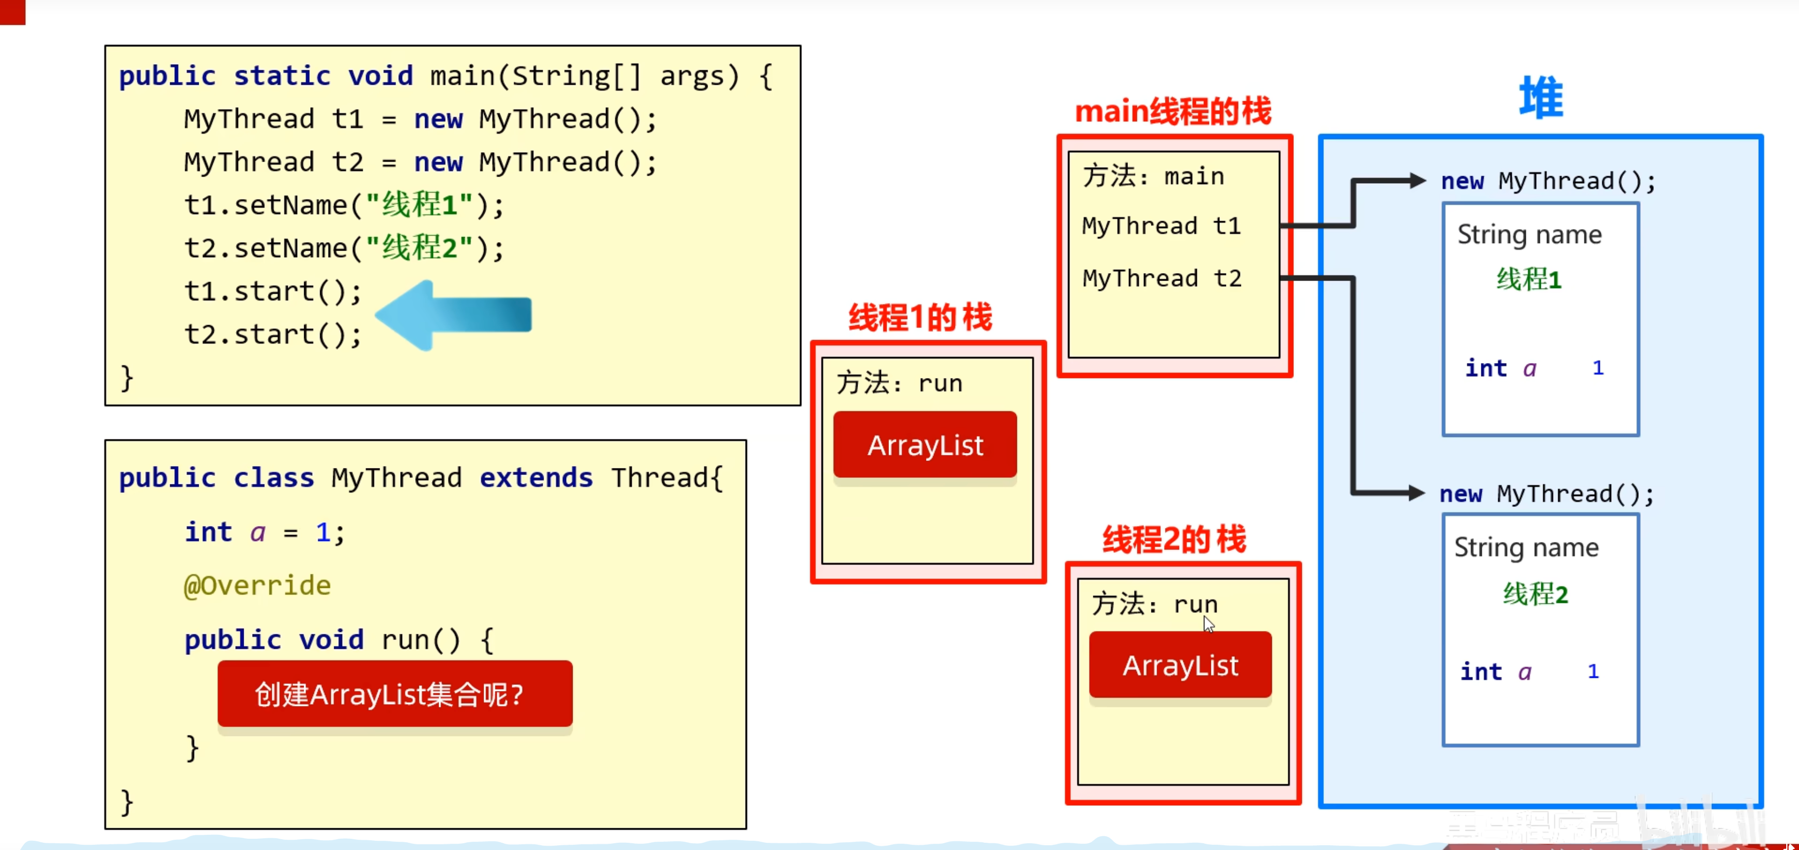 public static void main(String[] args) {
MyThread t1 = new MyThread();
MyThread t2 = new MyThread();
t1.setName("线程1");
t2.setName("线程2");
t1.start();
t2.start();
}
public class MyThread extends Thread{
int a = 1;
@Override
public void run() {
创建ArrayList集合呢?
}
}
线程1的栈
方法: run
ArrayList
main线程的栈
方法: main
MyThread t1
MyThread t2
线程2的栈
方法: run
ArrayList
堆
new MyThread();
String name
线程1
int a 1
new MyThread();
String name
线程2
int a 1
bilibili